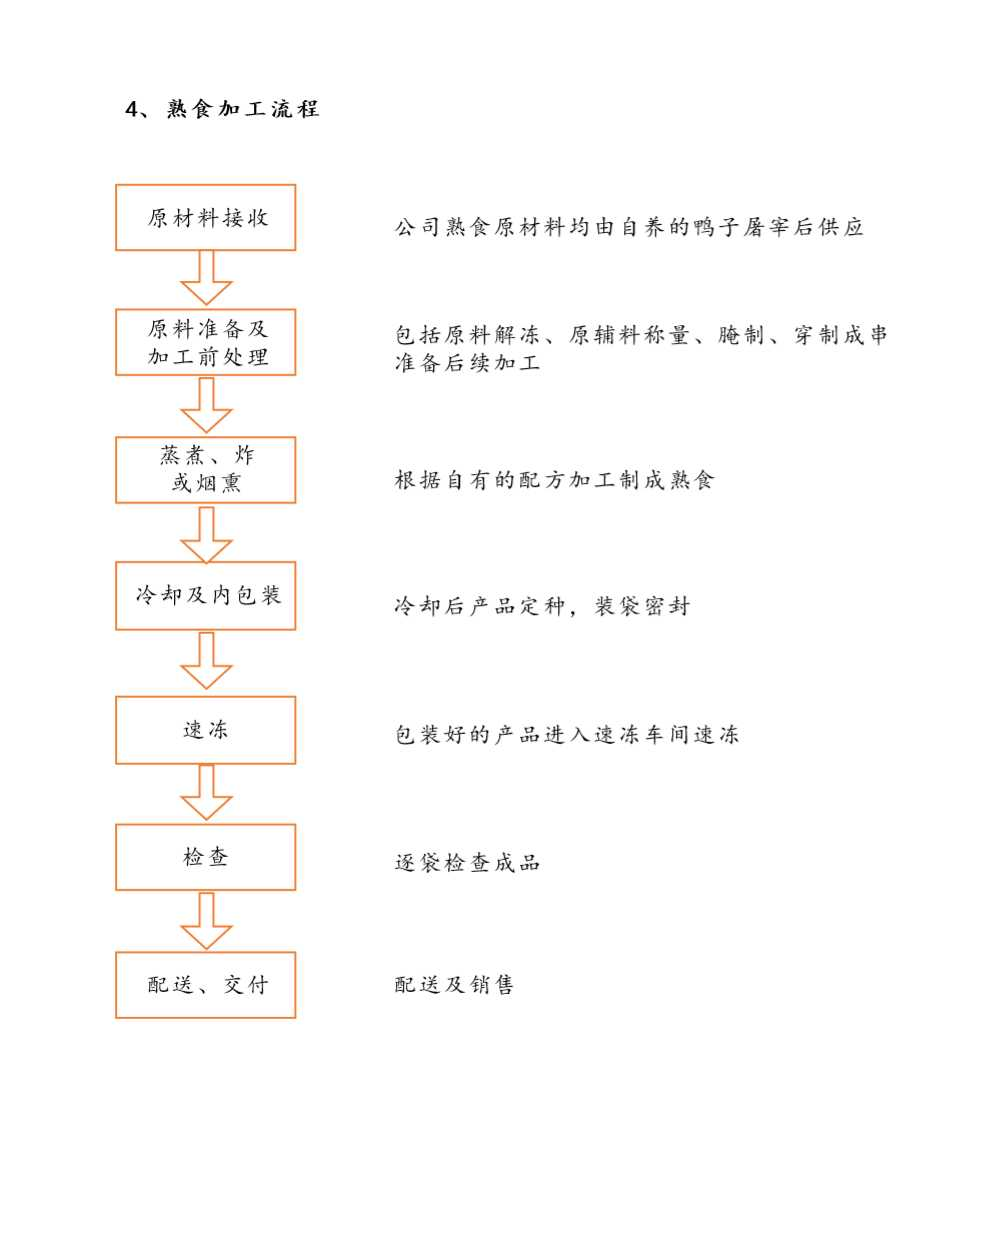 4、熟食加工流程
原材料接收
公司熟食原材料均由自养的鸭子屠宰后供应
原料准备及
加工前处理
包括原料解冻、原辅料称量、腌制、穿制成串
准备后续加工
蒸煮、炸
或烟熏
根据自有的配方加工制成熟食
冷却及内包装
冷却后产品定种，装袋密封
速冻
包装好的产品进入速冻车间速冻
检查
逐袋检查成品
配送、交付
配送及销售